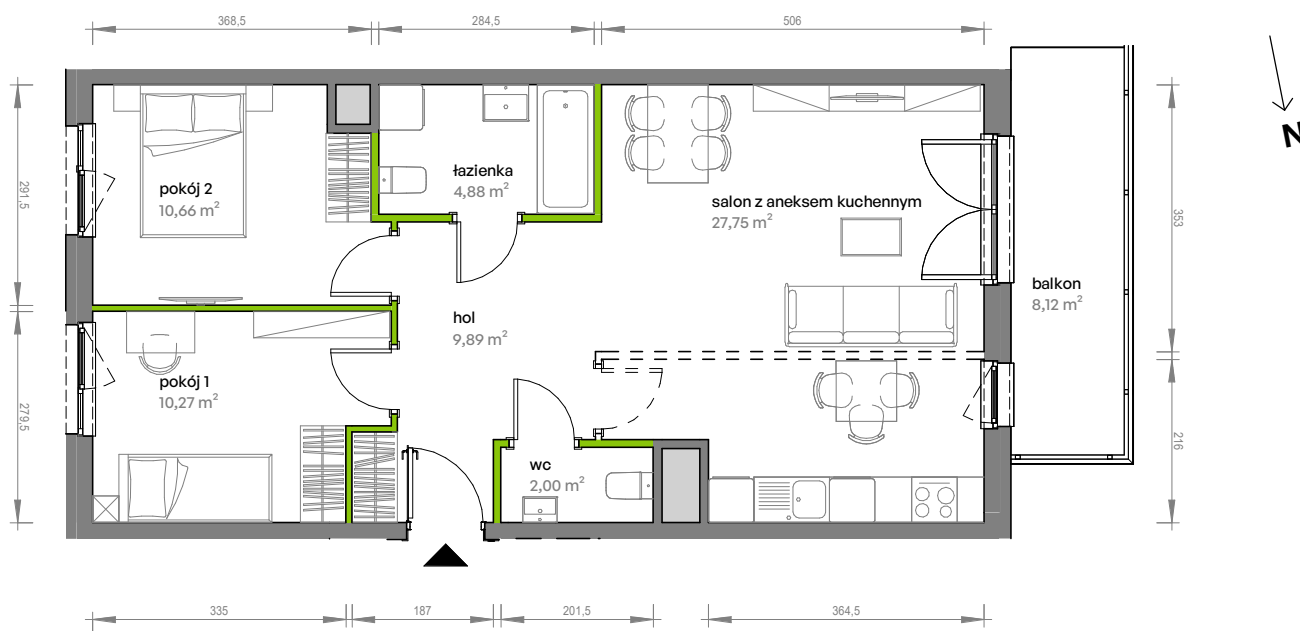 368,5
284,5
506
N
291,5
279,5
353
216
pokój 2
10,66 m²
łazienka
4,88 m²
salon z aneksem kuchennym
27,75 m²
balkon
8,12 m²
hol
9,89 m²
pokój 1
10,27 m²
wc
2,00 m²
335
187
201,5
364,5